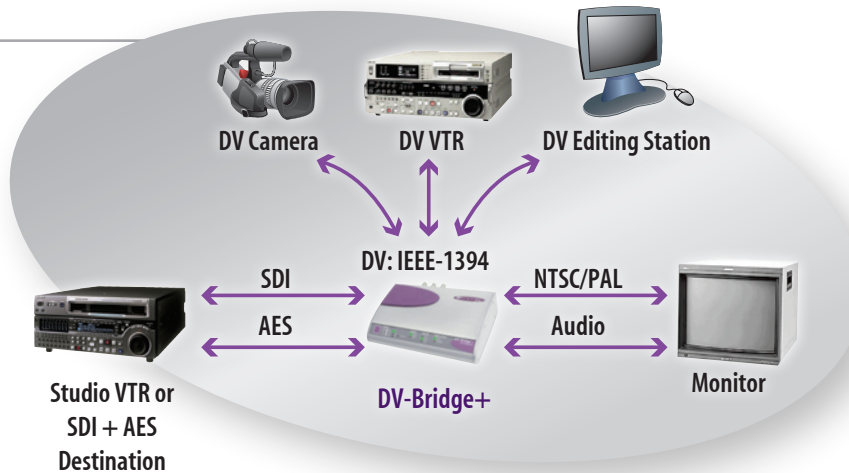 DV Camera
DV VTR
DV Editing Station
DV: IEEE-1394
SDI
NTSC/PAL
AES
Audio
Studio VTR or
SDI + AES
Destination
DV-Bridge+
Monitor